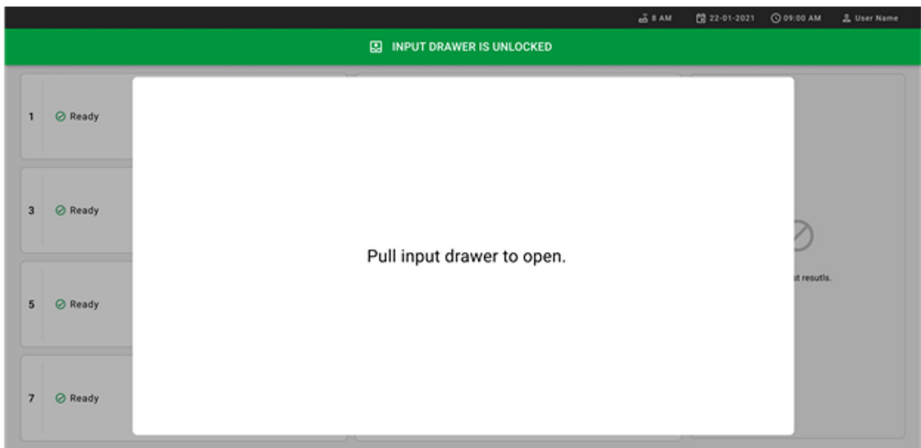 8 AM 22-01-2021 09:00 AM User Name
INPUT DRAWER IS UNLOCKED
1 Ready
3 Ready
Pull input drawer to open.
resutls.
5 Ready
7 Ready